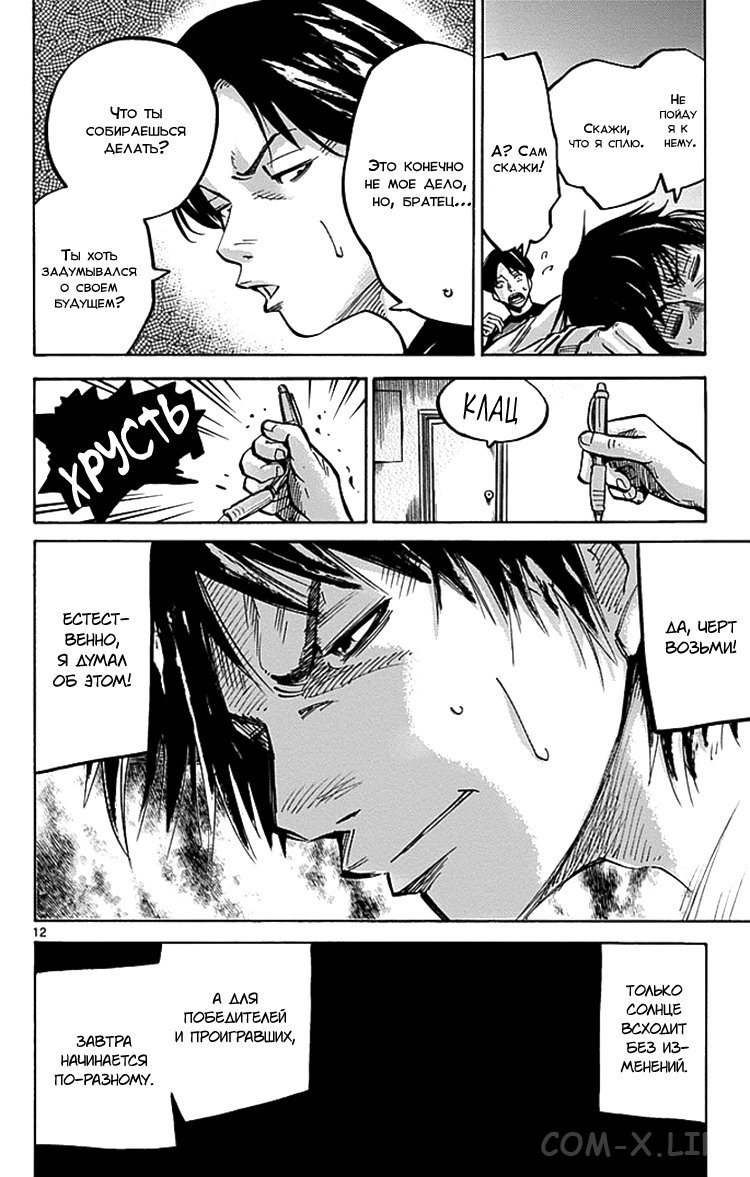 Не
пойду
я к
нему.
Скажи,
что я сплю.
А? Сам
скажи!
Это конечно
не мое дело,
но, братец...
Что ты
собираешься
делать?
Ты хоть
задумывался
о своем
будущем?
КЛАЦ
ХРУСТЬ
Да, черт
возьми!
Естест-
венно,
я думал
об этом!
12
Только
солнце
всходит
без из-
менений.
А для
победителей
и проигравших,
завтра
начинается
по-разному.
COM-X.LI